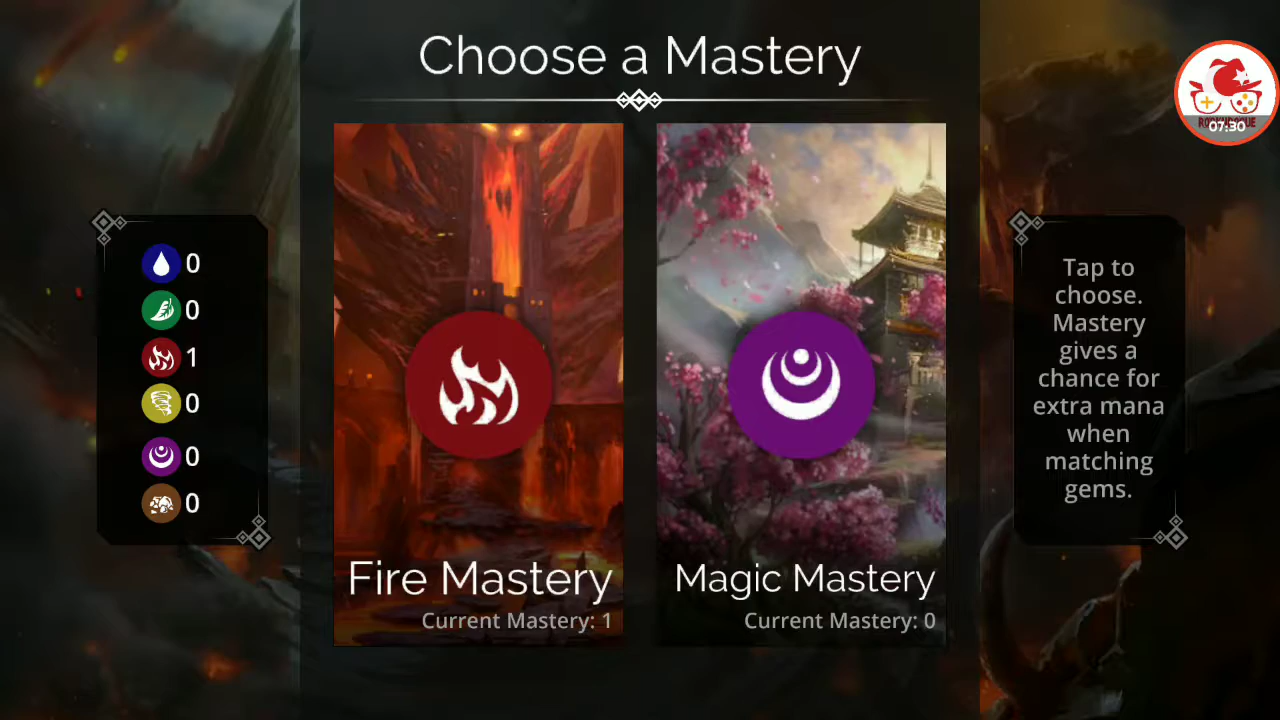 Choose a Mastery
07:30
0
0
1
0
0
0
Fire Mastery
Current Mastery: 1
Magic Mastery
Current Mastery: 0
Tap to
choose.
Mastery
gives a
chance for
extra mana
when
matching
gems.